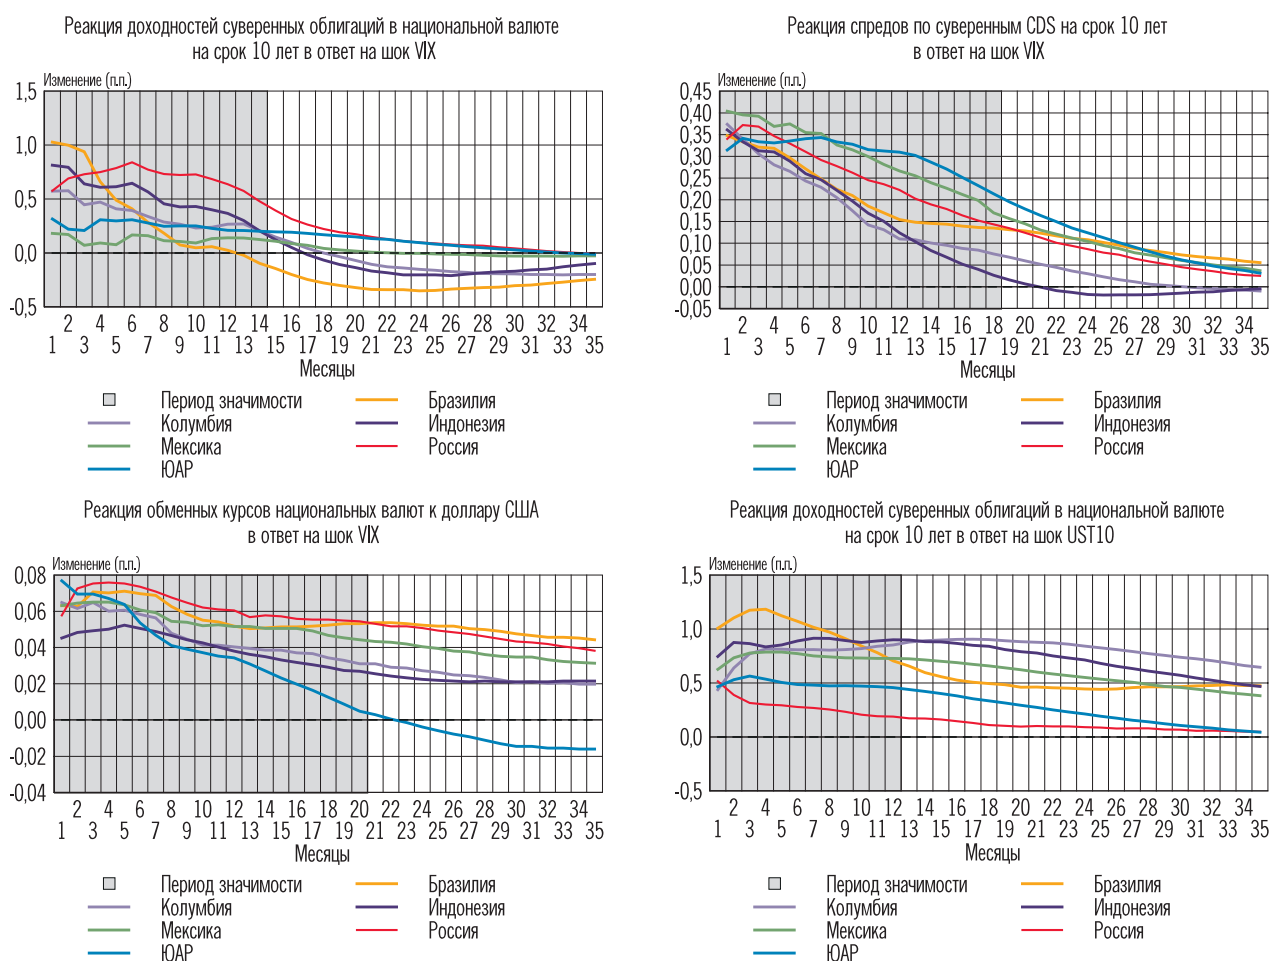 Реакция доходностей суверенных облигаций в национальной валюте
на срок 10 лет в ответ на шок VIX
Изменение (п.п.)
1,5
1,0
0,5
0,0
-0,5
2 4 6 8 10 12 14 16 18 20 22 24 26 28 30 32 34
1 3 5 7 9 11 13 15 17 19 21 23 25 27 29 31 33 35
Месяцы
Период значимости
Бразилия
Колумбия
Индонезия
Мексика
Россия
ЮАР
Реакция спредов по суверенным CDS на срок 10 лет
в ответ на шок VIX
Изменение (п.п.)
0,45
0,40
0,35
0,30
0,25
0,20
0,15
0,10
0,05
0,00
-0,05
2 4 6 8 10 12 14 16 18 20 22 24 26 28 30 32 34
1 3 5 7 9 11 13 15 17 19 21 23 25 27 29 31 33 35
Месяцы
Период значимости
Бразилия
Колумбия
Индонезия
Мексика
Россия
ЮАР
Реакция обменных курсов национальных валют к доллару США
в ответ на шок VIX
Изменение (п.п.)
0,08
0,06
0,04
0,02
0,00
-0,02
-0,04
2 4 6 8 10 12 14 16 18 20 22 24 26 28 30 32 34
1 3 5 7 9 11 13 15 17 19 21 23 25 27 29 31 33 35
Месяцы
Период значимости
Бразилия
Колумбия
Индонезия
Мексика
Россия
ЮАР
Реакция доходностей суверенных облигаций в национальной валюте
на срок 10 лет в ответ на шок UST10
Изменение (п.п.)
1,5
1,0
0,5
0,0
-0,5
2 4 6 8 10 12 14 16 18 20 22 24 26 28 30 32 34
1 3 5 7 9 11 13 15 17 19 21 23 25 27 29 31 33 35
Месяцы
Период значимости
Бразилия
Колумбия
Индонезия
Мексика
Россия
ЮАР